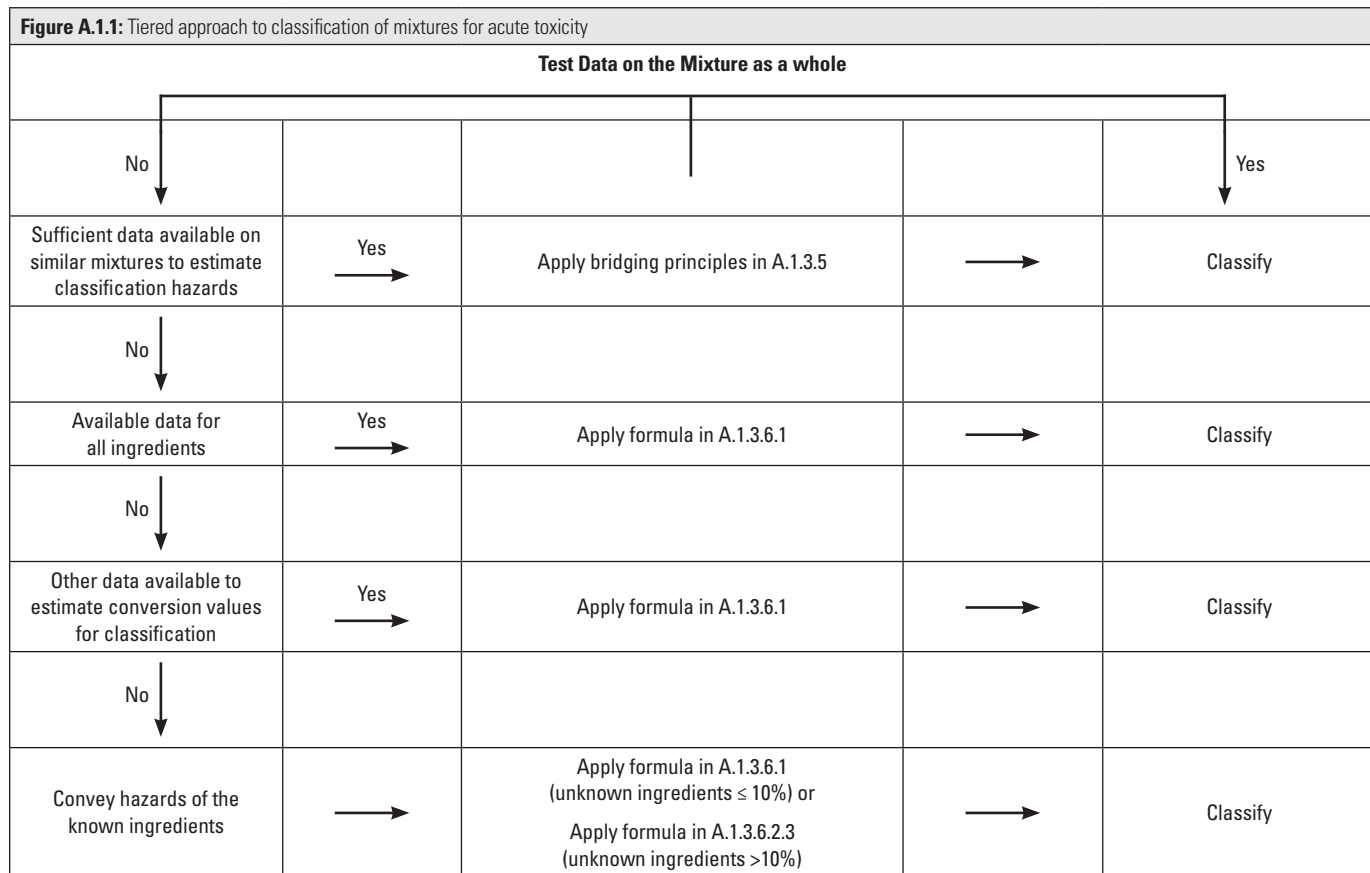 Figure A.1.1: Tiered approach to classification of mixtures for acute toxicity
Test Data on the Mixture as a whole
No
Yes
Sufficient data available on
similar mixtures to estimate
classification hazards
Yes
Apply bridging principles in A.1.3.5
Classify
No
Available data for
all ingredients
Yes
Apply formula in A.1.3.6.1
Classify
No
Other data available to
estimate conversion values
for classification
Yes
Apply formula in A.1.3.6.1
Classify
No
Convey hazards of the
known ingredients
Apply formula in A.1.3.6.1
(unknown ingredients ≤ 10%) or
Apply formula in A.1.3.6.2.3
(unknown ingredients >10%)
Classify